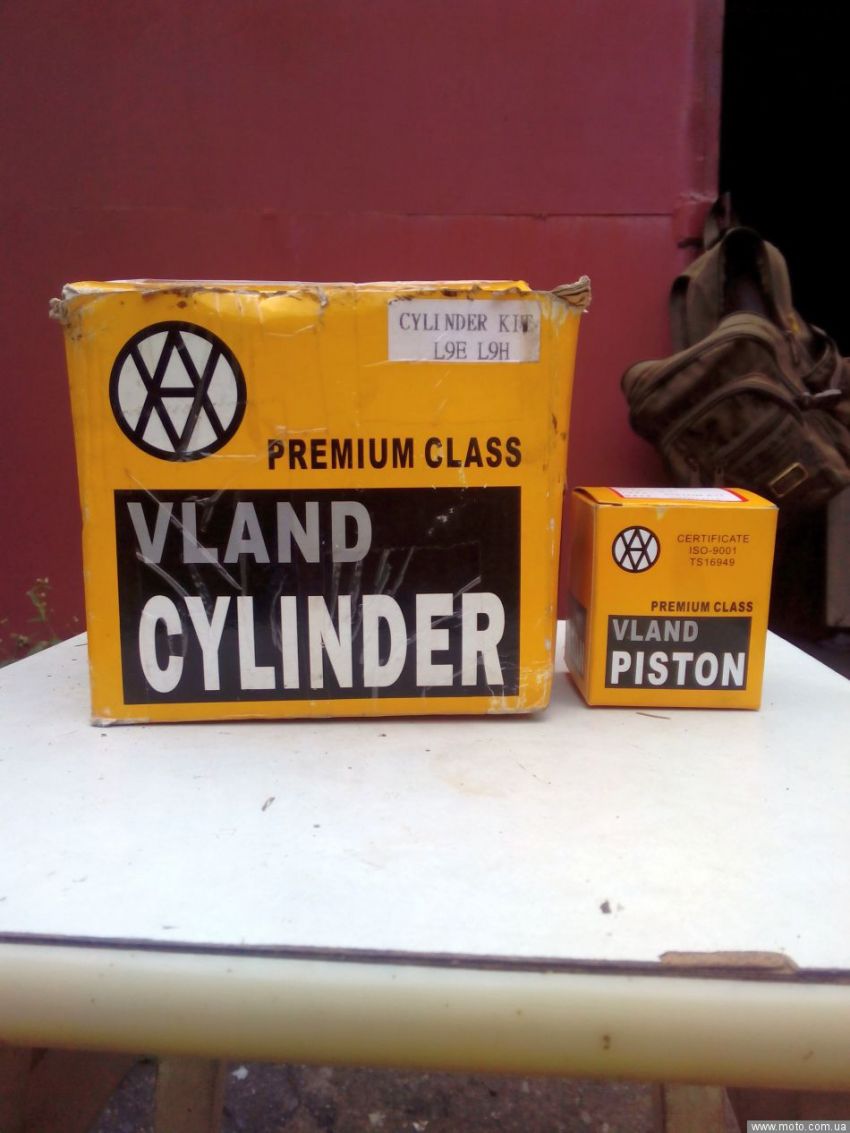 CYLINDER KIT
L9E L9H
PREMIUM CLASS
VLAND
CYLINDER
CERTIFICATE
ISO-9001
TS16949
PREMIUM CLASS
VLAND
PISTON
www.moto.com.ua